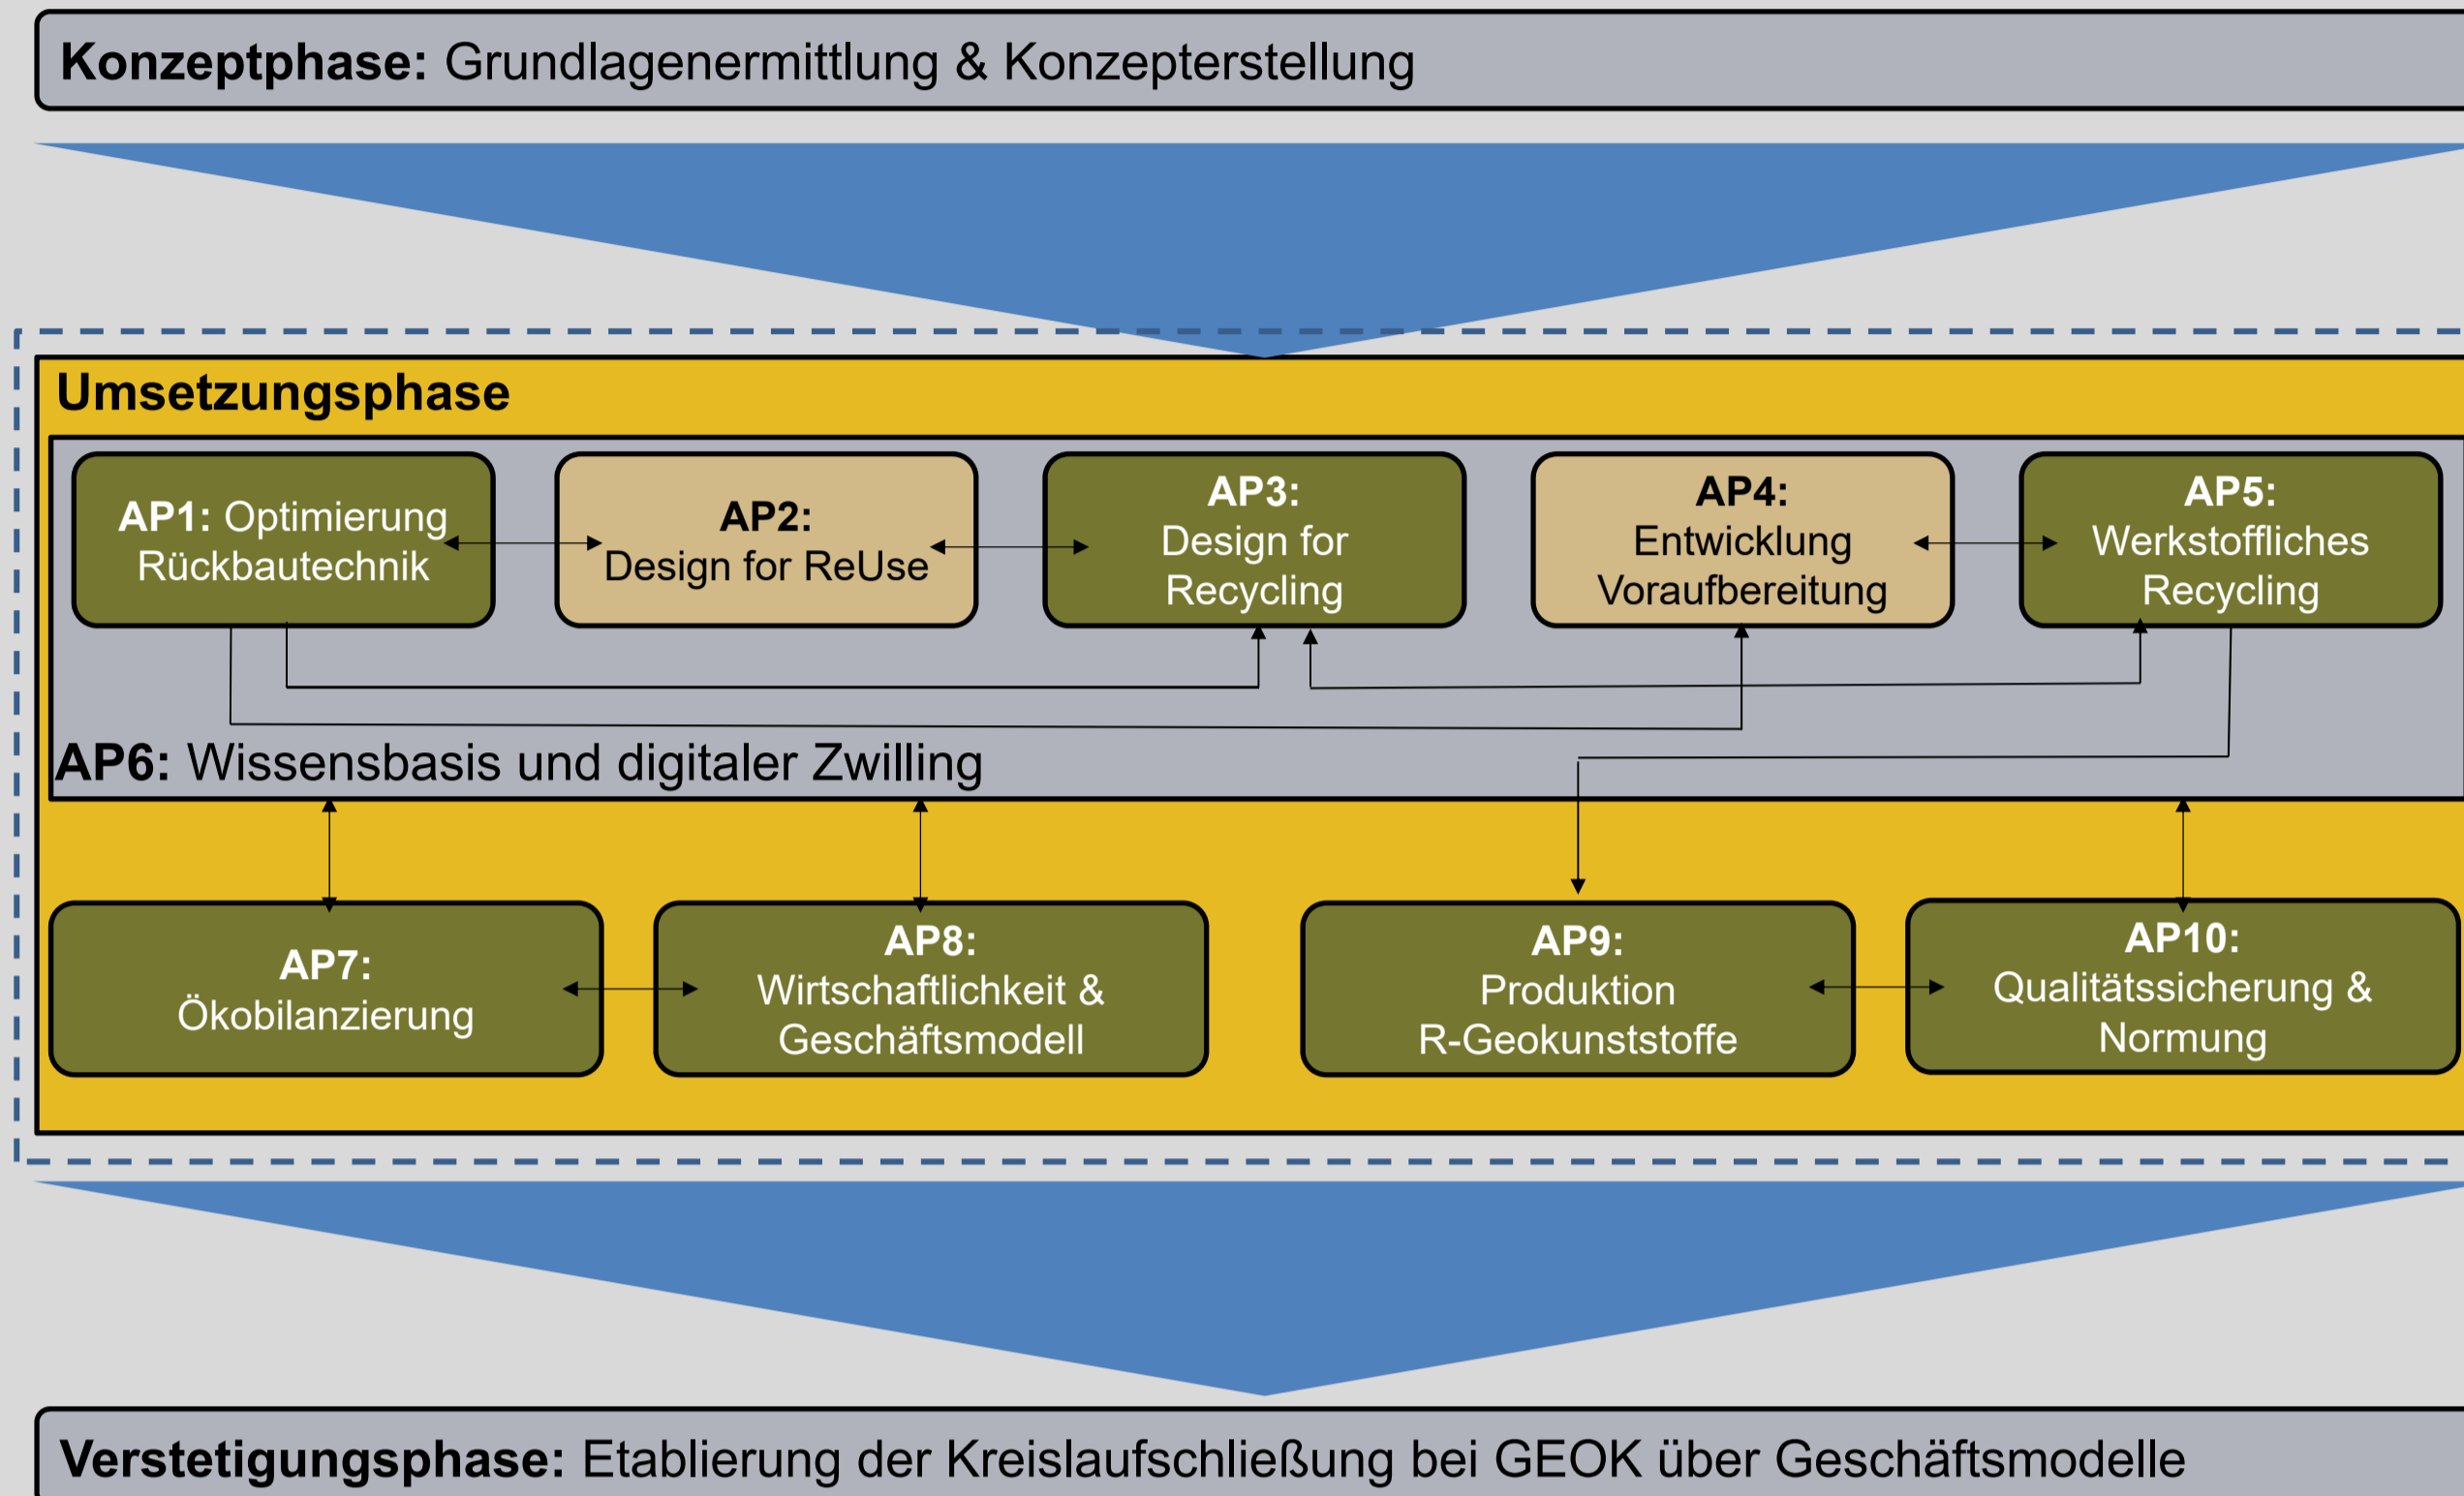 Konzeptphase: Grundlagenermittlung & Konzepterstellung
Umsetzungsphase
AP1: Optimierung
Rückbautechnik
AP2:
Design for ReUse
AP3:
Design for
Recycling
AP4:
Entwicklung
Voraufbereitung
AP5:
Werkstoffliches
Recycling
AP6: Wissensbasis und digitaler Zwilling
AP7:
Ökobilanzierung
AP8:
Wirtschaftlichkeit &
Geschäftsmodell
AP9:
Produktion
R-Geokunststoffe
AP10:
Qualitätssicherung &
Normung
Verstetigungsphase: Etablierung der Kreislaufschließung bei GEOK über Geschäftsmodelle